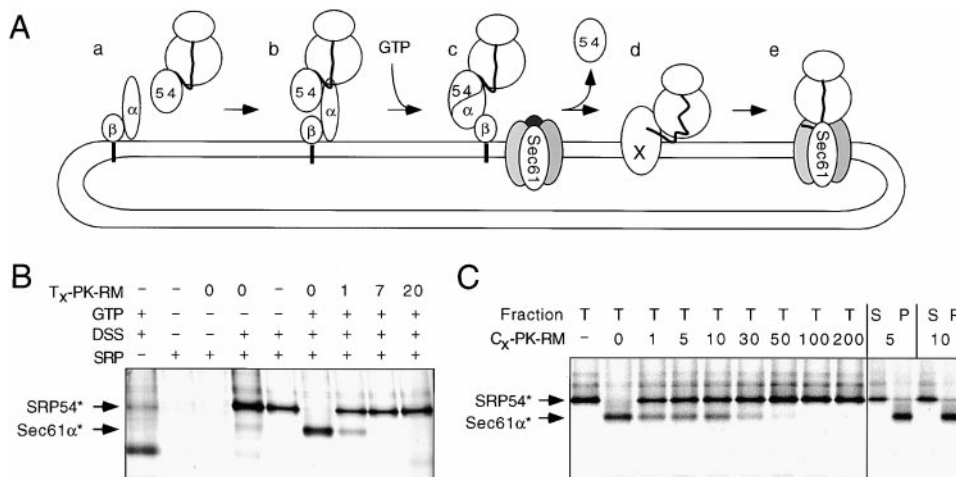 A
a
b
GTP
c
54
d
e
54
α
β
54
β
α
54
α
β
Sec61
X
Sec61
B
Tx-PK-RM - - 0 0 - 0 1 7 20
GTP + - - - - + + + +
DSS + - - + + + + + +
SRP - + + + + + + + +
SRP54*
Sec61α*
C
Fraction T T T T T T T T T S P S P
Cx-PK-RM - 0 1 5 10 30 50 100 200 5 10
SRP54*
Sec61α*